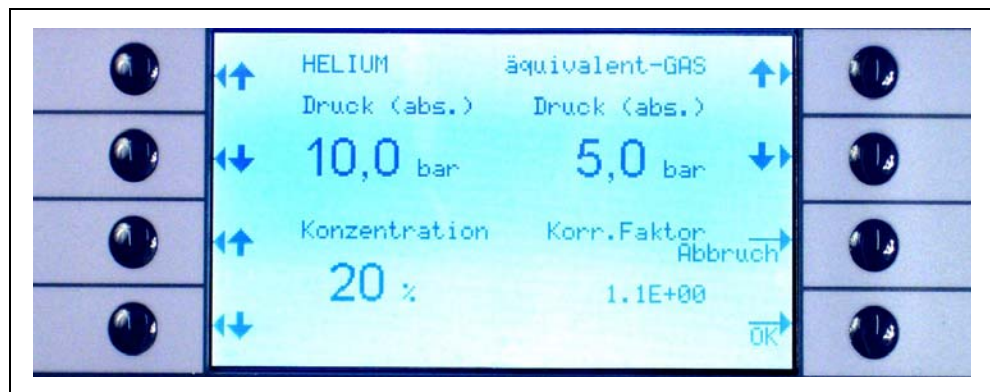 HELIUM äquivalent-GAS
Druck (abs.) Druck (abs.)
10,0 bar 5,0 bar
Konzentration Korr.Faktor
Abbruch
20 % 1.1E+00
OK